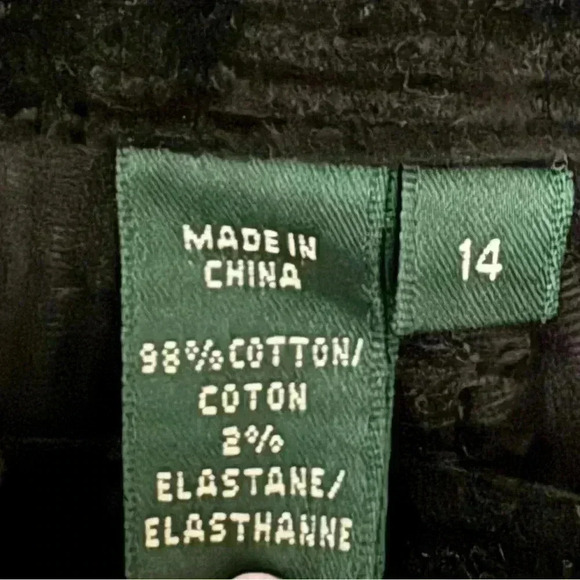 MADE IN
CHINA
98% COTTON/
COTON
2%
ELASTANE/
ELASTHANNE
14